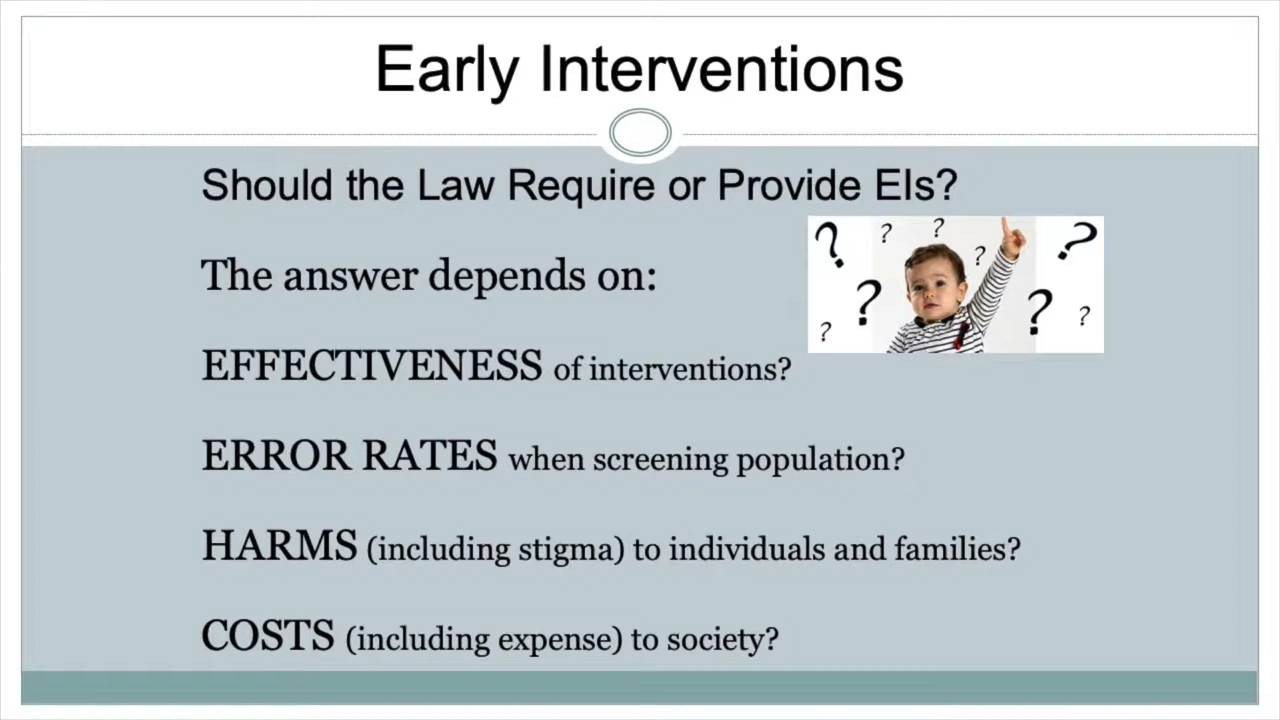 Early Interventions
Should the Law Require or Provide EIs?
The answer depends on:
? ? ? ? ? ? ? ? ?
EFFECTIVENESS of interventions?
ERROR RATES when screening population?
HARMS (including stigma) to individuals and families?
COSTS (including expense) to society?